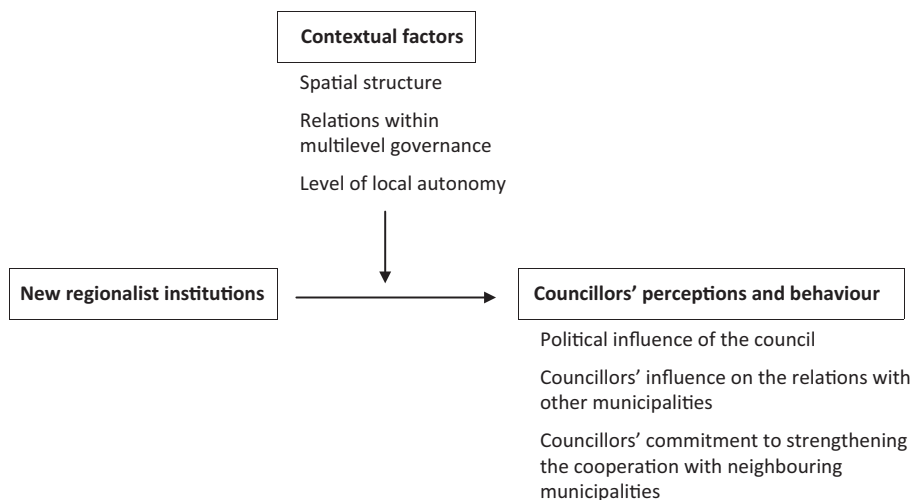 Contextual factors
Spatial structure
Relations within
multilevel governance
Level of local autonomy
New regionalist institutions
Councillors’ perceptions and behaviour
Political influence of the council
Councillors’ influence on the relations with
other municipalities
Councillors’ commitment to strengthening
the cooperation with neighbouring
municipalities